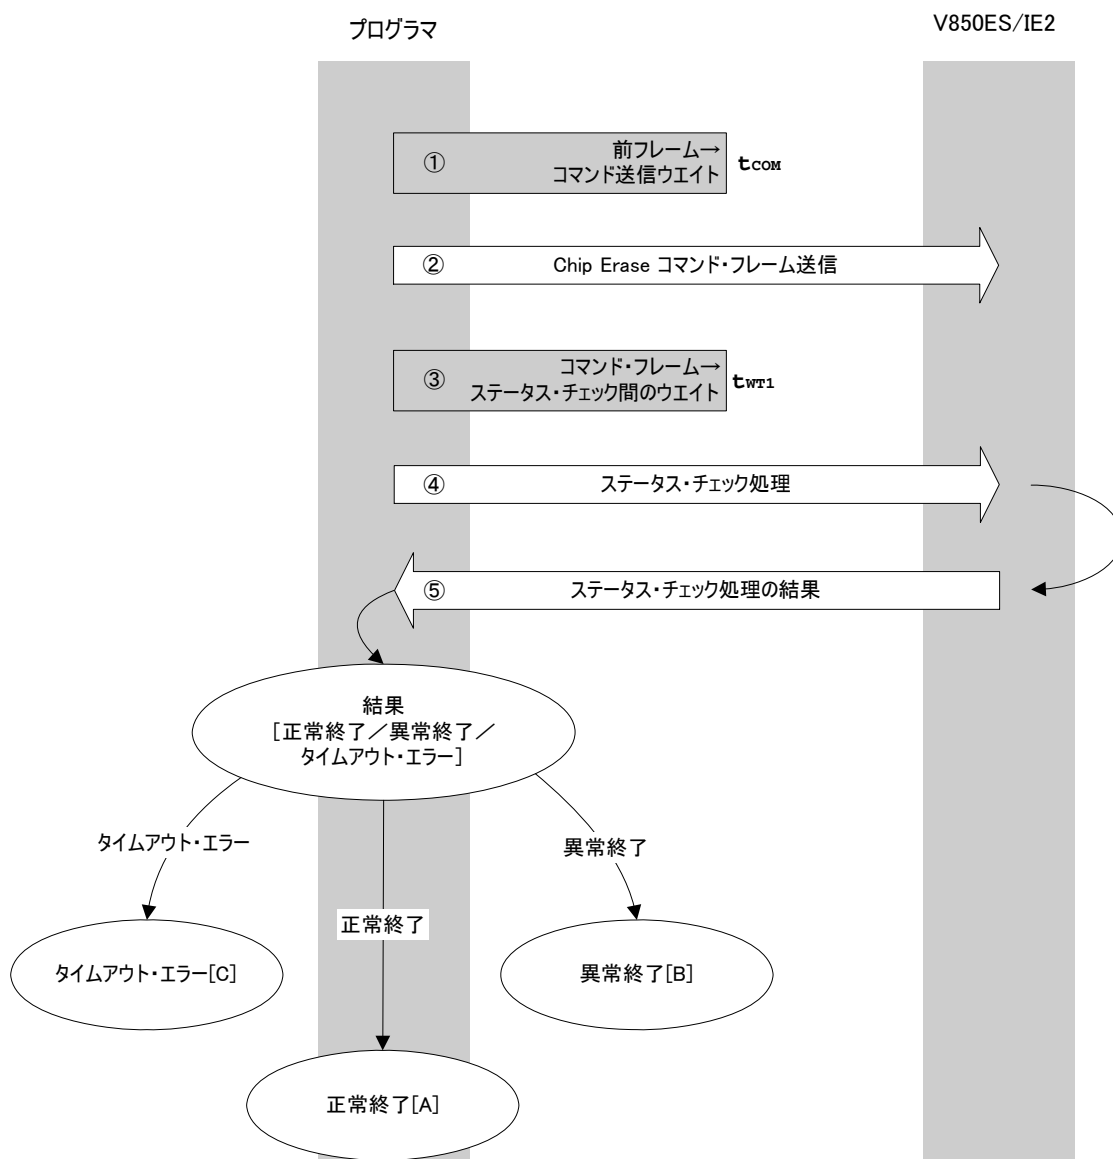 プログラマ
V850ES/IE2
① 前フレーム→
コマンド送信ウエイト
tCOM
② Chip Erase コマンド・フレーム送信
③ コマンド・フレーム→
ステータス・チェック間のウエイト
tWT1
④ ステータス・チェック処理
⑤ ステータス・チェック処理の結果
結果
[正常終了／異常終了／
タイムアウト・エラー]
タイムアウト・エラー
異常終了
正常終了
タイムアウト・エラー[C]
異常終了[B]
正常終了[A]